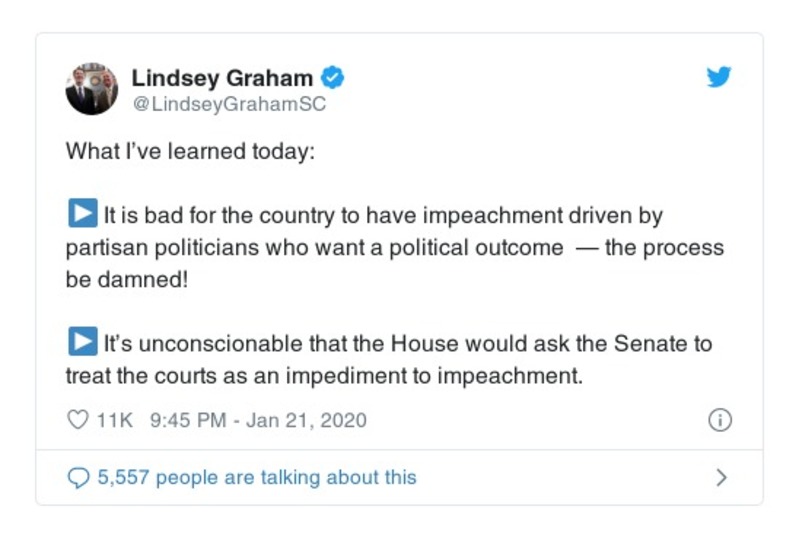 Lindsey Graham
@LindseyGrahamSC
What I’ve learned today:
▶️ It is bad for the country to have impeachment driven by
partisan politicians who want a political outcome — the process
be damned!
▶️ It’s unconscionable that the House would ask the Senate to
treat the courts as an impediment to impeachment.
11K 9:45 PM - Jan 21, 2020
5,557 people are talking about this